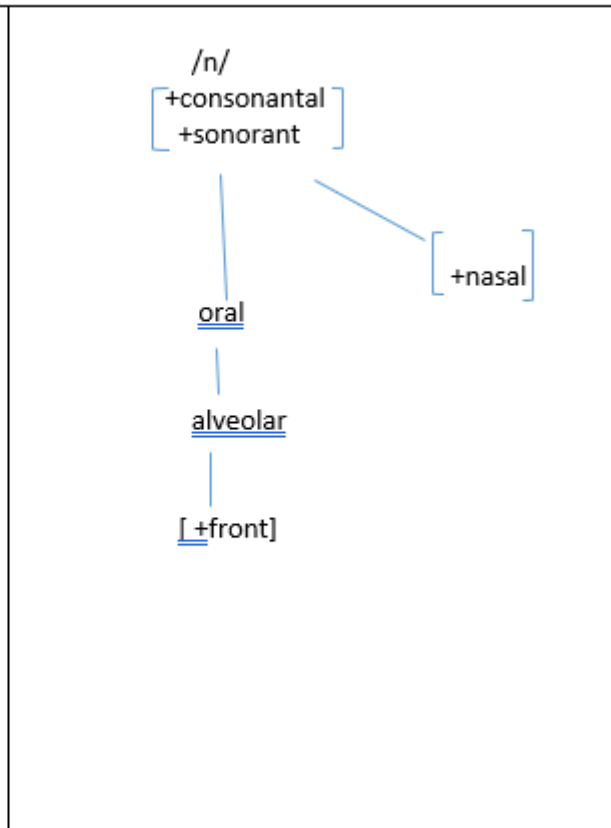 /n/
+consonantal
+sonorant
+nasal
oral
alveolar
[ +front]